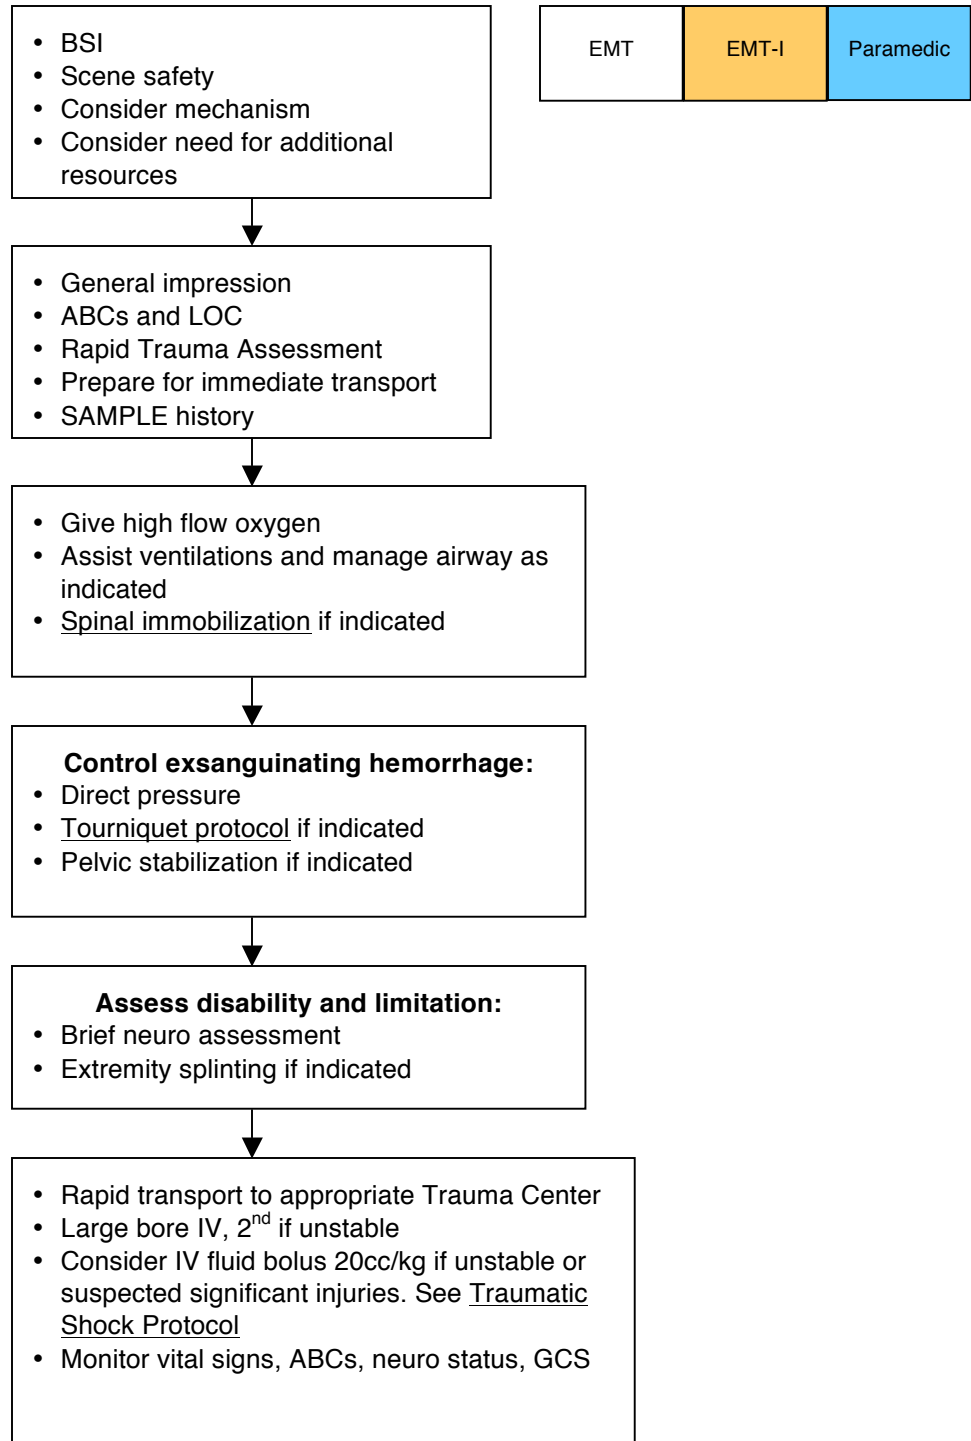 • BSI
• Scene safety
• Consider mechanism
• Consider need for additional
resources
EMT EMT-I Paramedic
• General impression
• ABCs and LOC
• Rapid Trauma Assessment
• Prepare for immediate transport
• SAMPLE history
• Give high flow oxygen
• Assist ventilations and manage airway as
indicated
• Spinal immobilization if indicated
Control exsanguinating hemorrhage:
• Direct pressure
• Tourniquet protocol if indicated
• Pelvic stabilization if indicated
Assess disability and limitation:
• Brief neuro assessment
• Extremity splinting if indicated
• Rapid transport to appropriate Trauma Center
• Large bore IV, 2nd if unstable
• Consider IV fluid bolus 20cc/kg if unstable or
suspected significant injuries. See Traumatic
Shock Protocol
• Monitor vital signs, ABCs, neuro status, GCS